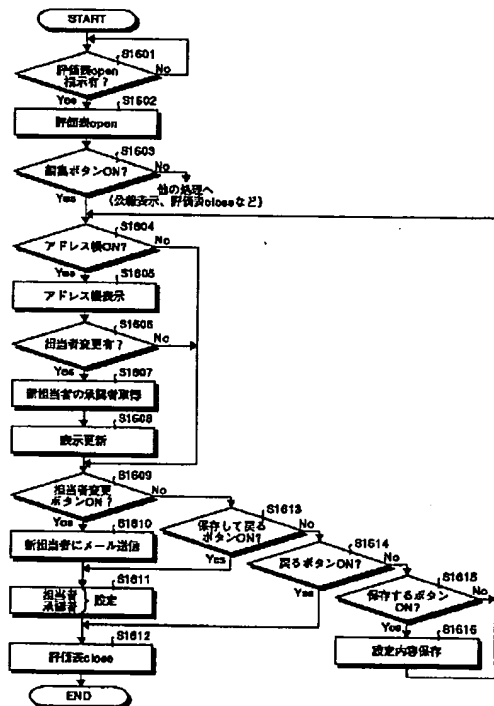 START
S1601
評価表open
指示有？
No
Yes
S1602
評価表open
S1603
編集ボタンON?
No
Yes
他の処理へ
(公報表示、評価表closeなど)
S1604
アドレス帳ON?
No
Yes
S1605
アドレス帳表示
S1606
担当者変更有？
No
Yes
S1607
新担当者の承認者取得
S1608
表示更新
S1609
担当者変更
ボタンON？
No
Yes
S1610
新担当者にメール送信
S1613
保存して戻る
ボタンON?
No
Yes
S1614
戻るボタンON?
No
Yes
S1615
保存するボタン
ON?
No
Yes
S1611
担当者
承認者
設定
S1616
設定内容保存
S1612
評価表close
END